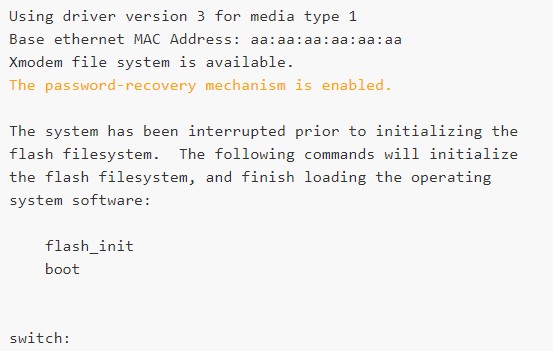 Using driver version 3 for media type 1
Base ethernet MAC Address: aa:aa:aa:aa:aa:aa
Xmodem file system is available.
The password-recovery mechanism is enabled.
The system has been interrupted prior to initializing the
flash filesystem.  The following commands will initialize
the flash filesystem, and finish loading the operating
system software:
    flash_init
    boot
switch: